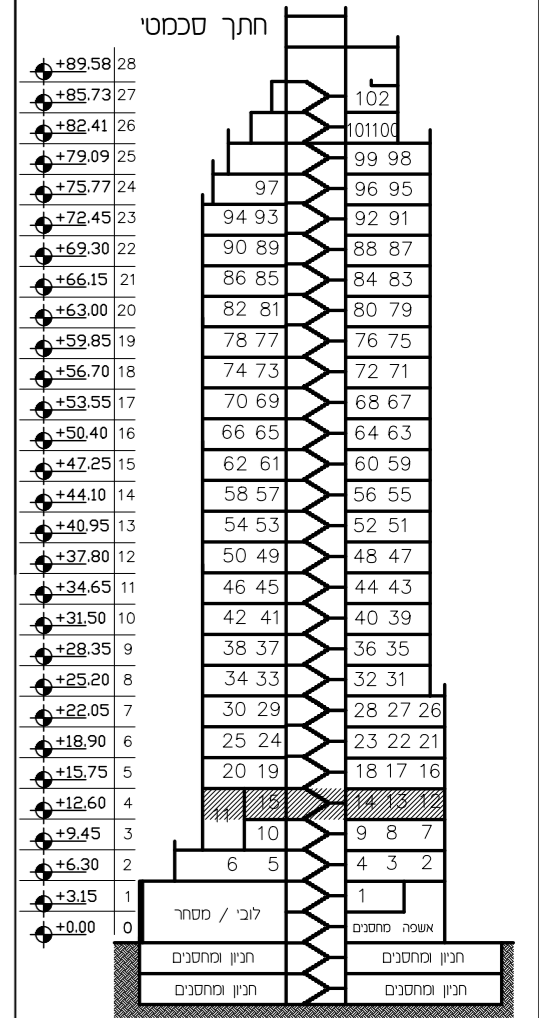 חתך סכמטי
+89.58 28
+85.73 27 102
+82.41 26 101 100
+79.09 25 99 98
+75.77 24 97 96 95
+72.45 23 94 93 92 91
+69.30 22 90 89 88 87
+66.15 21 86 85 84 83
+63.00 20 82 81 80 79
+59.85 19 78 77 76 75
+56.70 18 74 73 72 71
+53.55 17 70 69 68 67
+50.40 16 66 65 64 63
+47.25 15 62 61 60 59
+44.10 14 58 57 56 55
+40.95 13 54 53 52 51
+37.80 12 50 49 48 47
+34.65 11 46 45 44 43
+31.50 10 42 41 40 39
+28.35 9 38 37 36 35
+25.20 8 34 33 32 31
+22.05 7 30 29 28 27 26
+18.90 6 25 24 23 22 21
+15.75 5 20 19 18 17 16
+12.60 4 11 15 14 13 12
+9.45 3 10 9 8 7
+6.30 2 6 5 4 3 2
+3.15 1 1
לובי / מסחר
+0.00 0 אשפה מחסנים
חניון ומחסנים חניון ומחסנים
חניון ומחסנים חניון ומחסנים